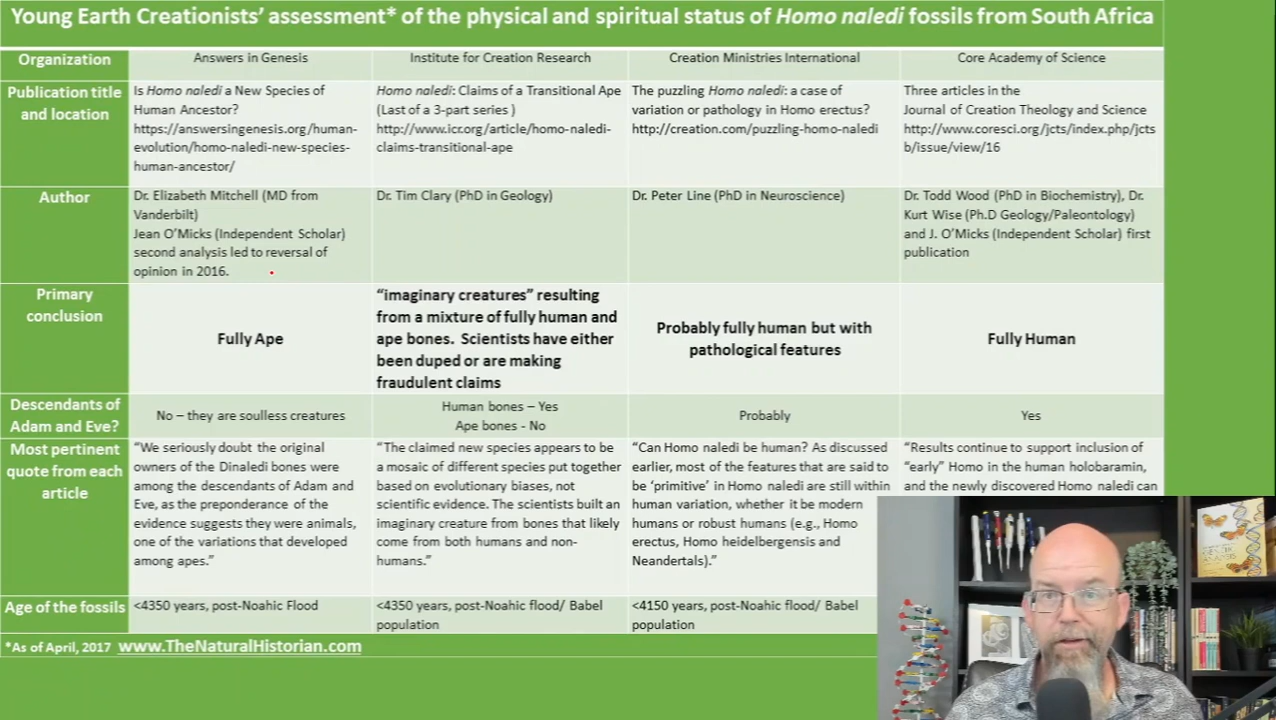 Young Earth Creationists' assessment* of the physical and spiritual status of Homo naledi fossils from South Africa
Organization
Answers in Genesis
Institute for Creation Research
Creation Ministries International
Core Academy of Science
Publication title
and location
Is Homo naledi a New Species of
Human Ancestor?
https://answersingenesis.org/human-
evolution/homo-naledi-new-species-
human-ancestor/
Homo naledi: Claims of a Transitional Ape
(Last of a 3-part series )
http://www.icr.org/article/homo-naledi-
claims-transitional-ape
The puzzling Homo naledi: a case of
variation or pathology in Homo erectus?
http://creation.com/puzzling-homo-naledi
Three articles in the
Journal of Creation Theology and Science
http://www.coresci.org/jcts/index.php/jcts
b/issue/view/16
Author
Dr. Elizabeth Mitchell (MD from
Vanderbilt)
Jean O'Micks (Independent Scholar)
second analysis led to reversal of
opinion in 2016.
Dr. Tim Clary (PhD in Geology)
Dr. Peter Line (PhD in Neuroscience)
Dr. Todd Wood (PhD in Biochemistry), Dr.
Kurt Wise (Ph.D Geology/Paleontology)
and J. O'Micks (Independent Scholar) first
publication
Primary
conclusion
Fully Ape
"imaginary creatures" resulting
from a mixture of fully human and
ape bones. Scientists have either
been duped or are making
fraudulent claims
Probably fully human but with
pathological features
Fully Human
Descendants of
Adam and Eve?
No – they are soulless creatures
Human bones – Yes
Ape bones - No
Probably
Yes
Most pertinent
quote from each
article
"We seriously doubt the original
owners of the Dinaledi bones were
among the descendants of Adam and
Eve, as the preponderance of the
evidence suggests they were animals,
one of the variations that developed
among apes."
"The claimed new species appears to be
a mosaic of different species put together
based on evolutionary biases, not
scientific evidence. The scientists built an
imaginary creature from bones that likely
come from both humans and non-
humans."
"Can Homo naledi be human? As discussed
earlier, most of the features that are said to
be 'primitive' in Homo naledi are still within
human variation, whether it be modern
humans or robust humans (e.g., Homo
erectus, Homo heidelbergensis and
Neandertals)."
"Results continue to support inclusion of
"early" Homo in the human holobaramin,
and the newly discovered Homo naledi can
Age of the fossils
<4350 years, post-Noahic Flood
<4350 years, post-Noahic flood/ Babel
population
<4150 years, post-Noahic flood/ Babel
population
*As of April, 2017 www.TheNaturalHistorian.com